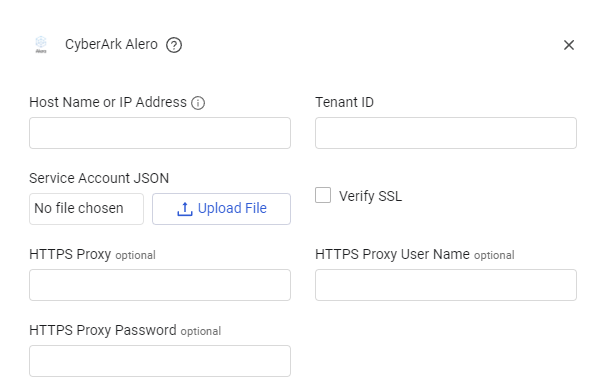 CyberArk Alero
Host Name or IP Address
Tenant ID
Service Account JSON
No file chosen
Upload File
Verify SSL
HTTPS Proxy optional
HTTPS Proxy User Name optional
HTTPS Proxy Password optional